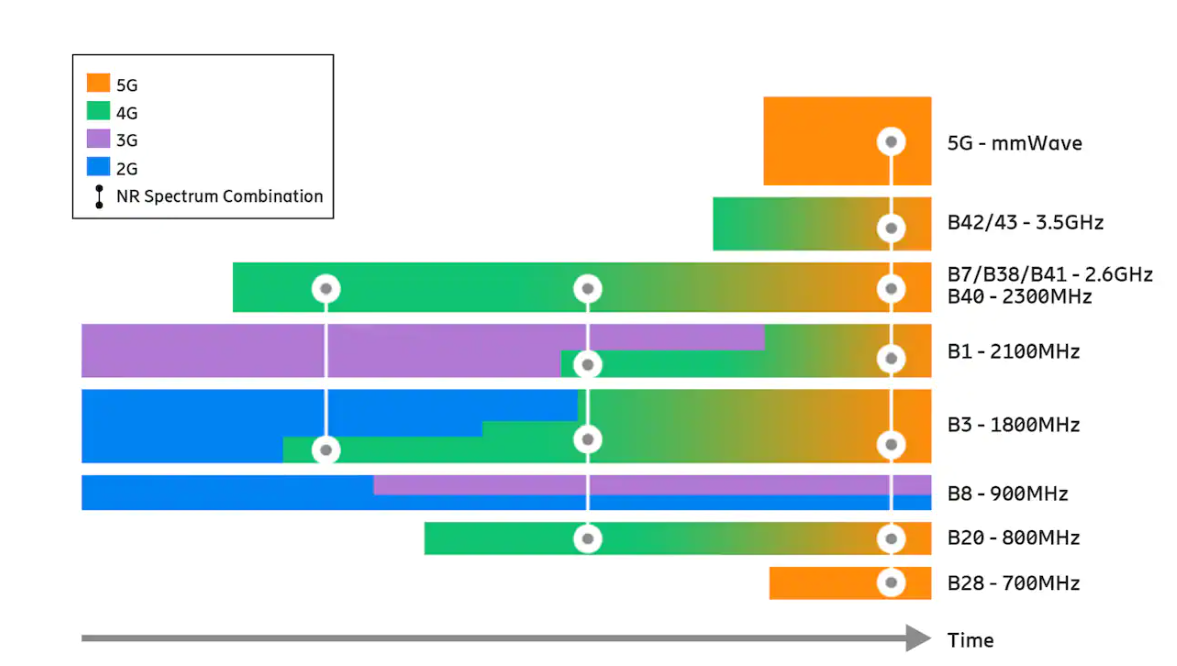 5G
4G
3G
2G
NR Spectrum Combination
5G - mmWave
B42/43 - 3.5GHz
B7/B38/B41 - 2.6GHz
B40 - 2300MHz
B1 - 2100MHz
B3 - 1800MHz
B8 - 900MHz
B20 - 800MHz
B28 - 700MHz
Time